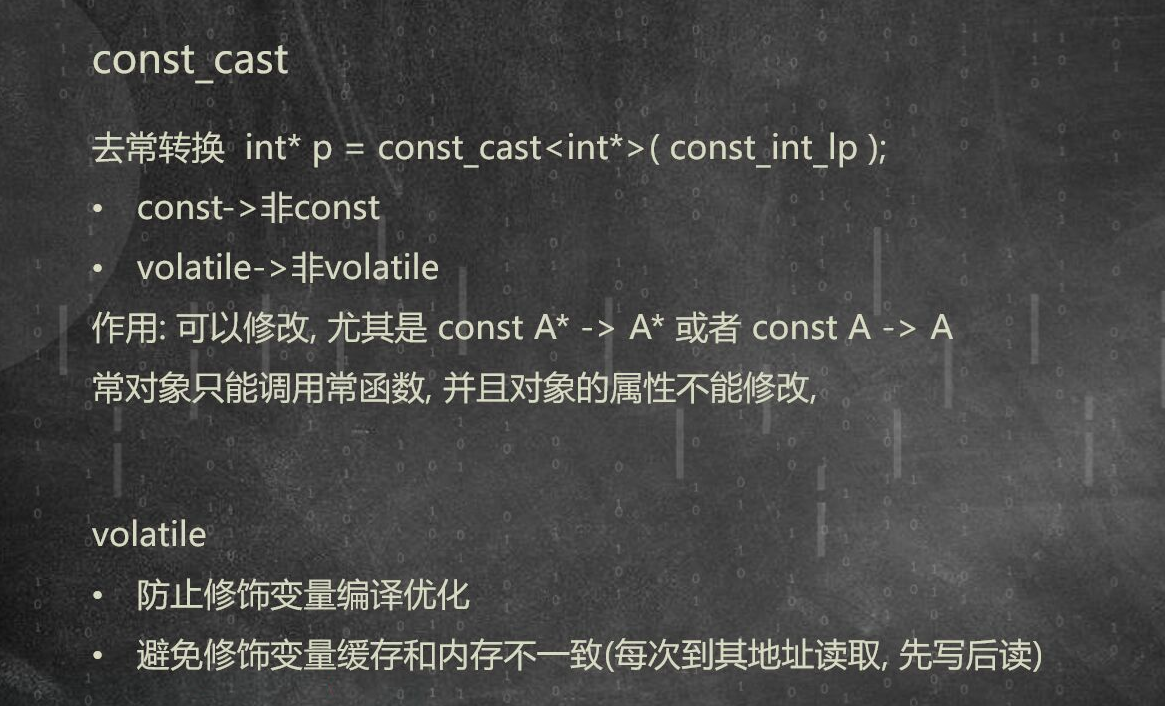 const_cast
去常转换 int* p = const_cast<int*>( const_int_lp );
• const->非const
• volatile->非volatile
作用: 可以修改, 尤其是 const A* -> A* 或者 const A -> A
常对象只能调用常函数, 并且对象的属性不能修改,
volatile
• 防止修饰变量编译优化
• 避免修饰变量缓存和内存不一致(每次到其地址读取, 先写后读)